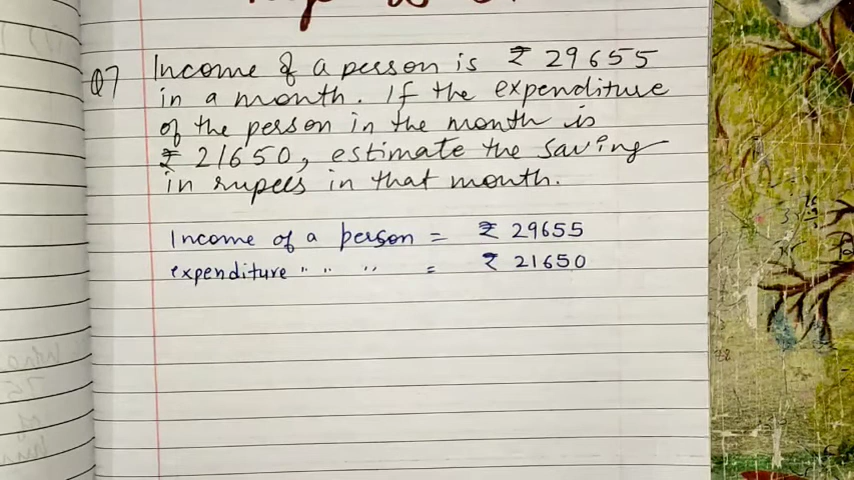 Q7 Income of a person is ₹ 29655
in a month. If the expenditure
of the person in the month is
₹ 21650, estimate the saving
in rupees in that month.
Income of a person = ₹ 29655
expenditure " " " = ₹ 21650